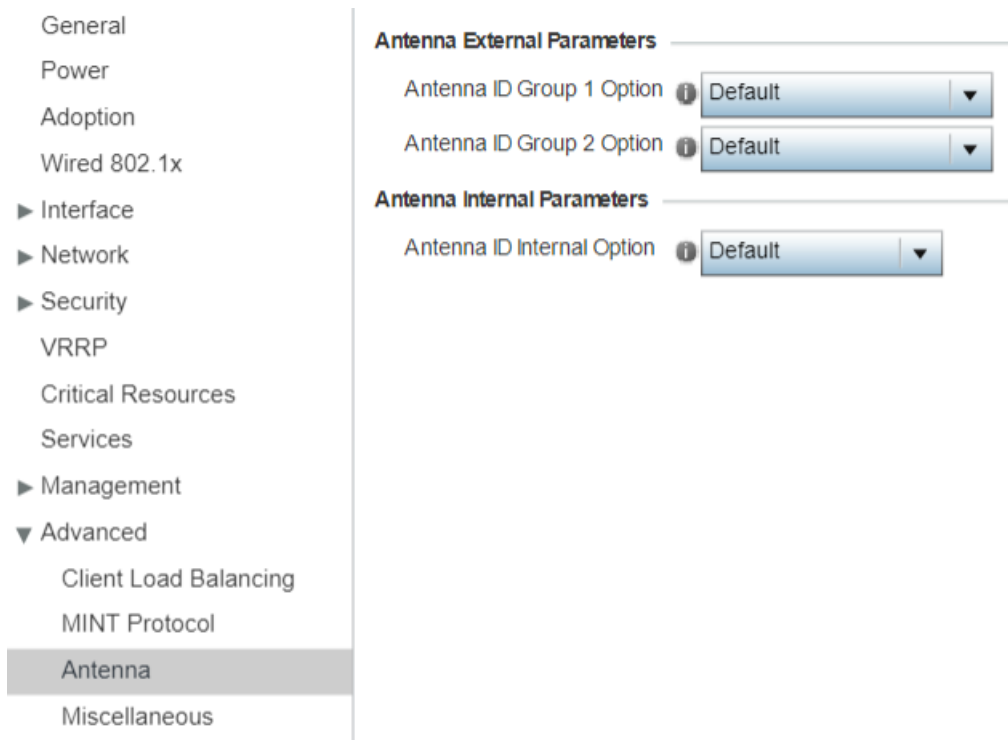 General
Power
Adoption
Wired 802.1x
Interface
Network
Security
VRRP
Critical Resources
Services
Management
Advanced
Client Load Balancing
MINT Protocol
Antenna
Miscellaneous
Antenna External Parameters
Antenna ID Group 1 Option Default
Antenna ID Group 2 Option Default
Antenna Internal Parameters
Antenna ID Internal Option Default